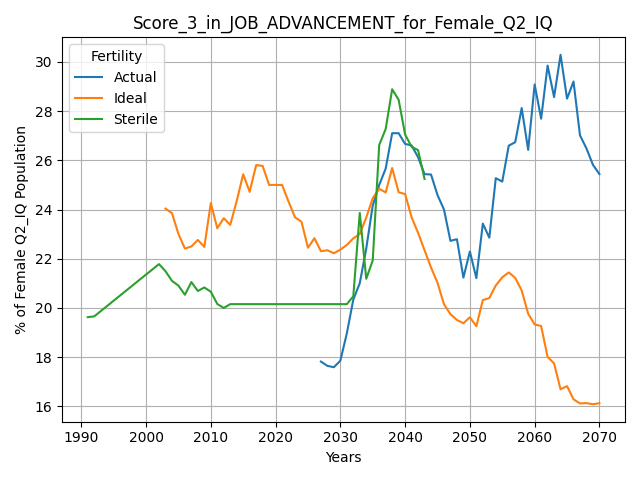 Score_3_in_JOB_ADVANCEMENT_for_Female_Q2_IQ
Fertility
Actual
Ideal
Sterile
% of Female Q2_IQ Population
30
28
26
24
22
20
18
16
1990 2000 2010 2020 2030 2040 2050 2060 2070
Years